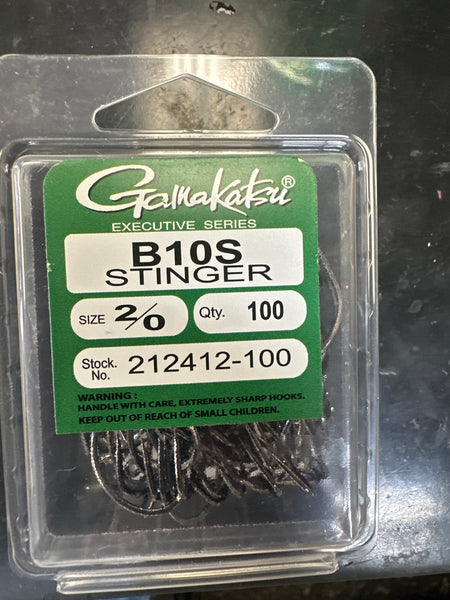 Gamakatsu®
EXECUTIVE SERIES
B10S
STINGER
SIZE 2/0 Qty. 100
Stock. No. 212412-100
WARNING :
HANDLE WITH CARE, EXTREMELY SHARP HOOKS.
KEEP OUT OF REACH OF SMALL CHILDREN.